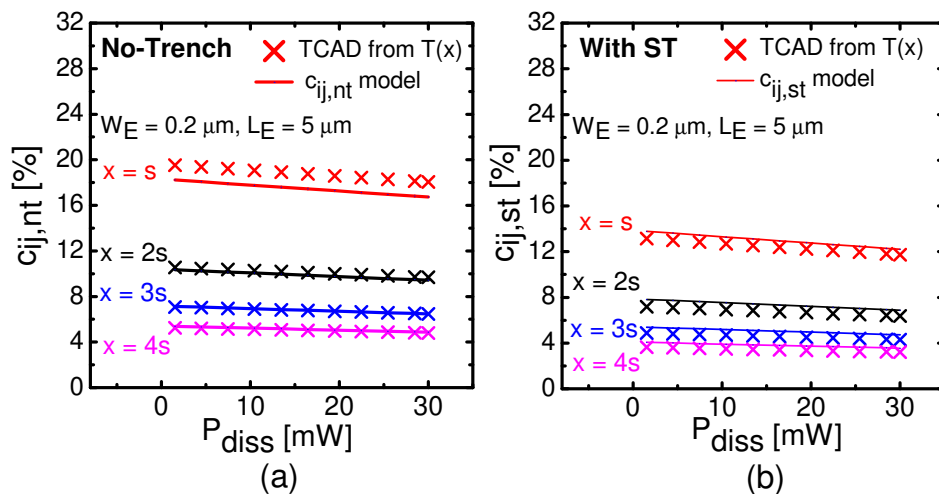 No-Trench
× TCAD from T(x)
c_ij,nt model
W_E = 0.2 μm, L_E = 5 μm
x = s
x = 2s
x = 3s
x = 4s
c_ij,nt [%]
32
28
24
20
16
12
8
4
0
0 10 20 30
P_diss [mW]
(a)
With ST
× TCAD from T(x)
c_ij,st model
W_E = 0.2 μm, L_E = 5 μm
x = s
x = 2s
x = 3s
x = 4s
c_ij,st [%]
32
28
24
20
16
12
8
4
0
0 10 20 30
P_diss [mW]
(b)